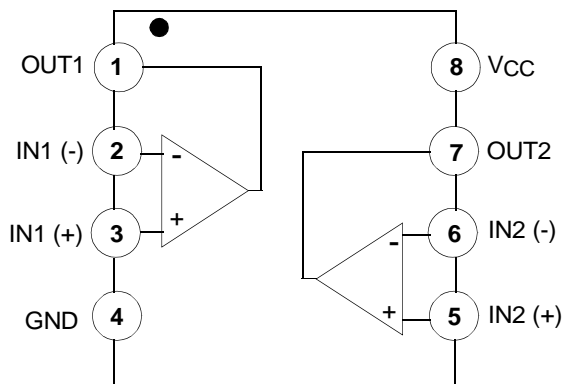 OUT1 1 8 VCC
IN1 (-) 2 - 7 OUT2
IN1 (+) 3 + - 6 IN2 (-)
GND 4 + 5 IN2 (+)